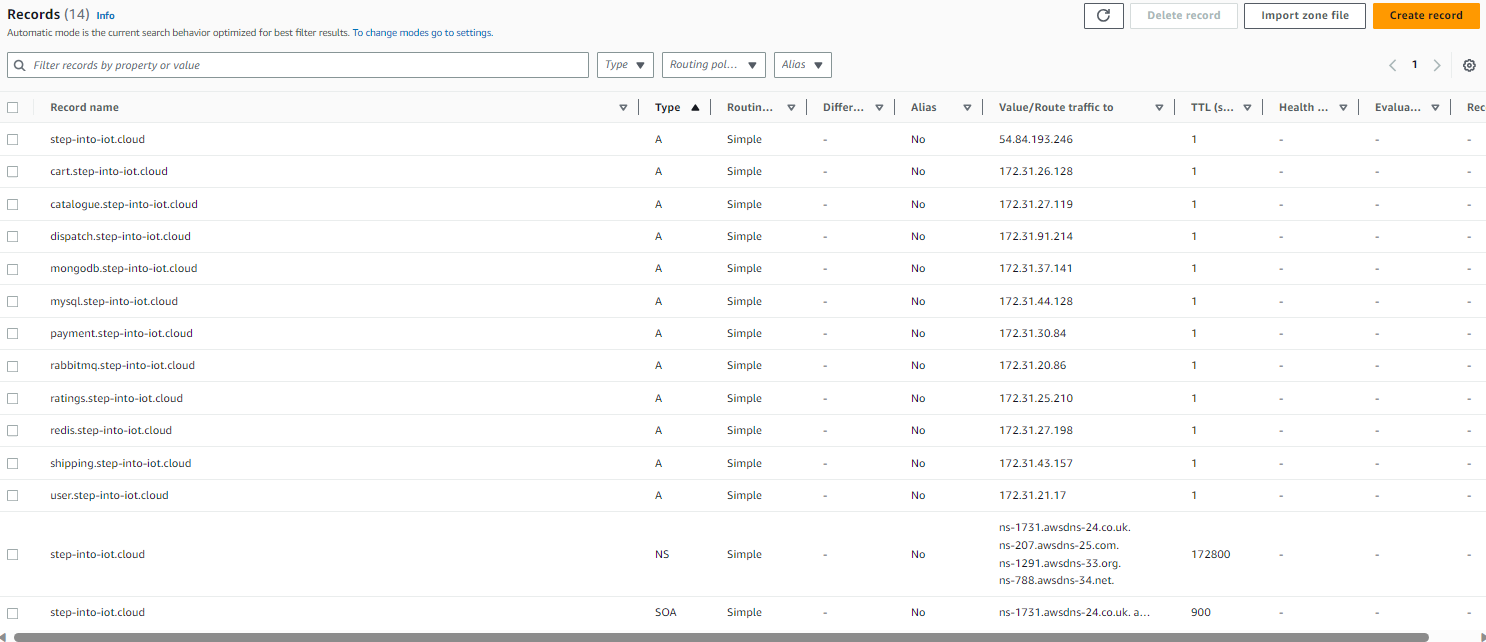 Records (14) Info
Automatic mode is the current search behavior optimized for best filter results. To change modes go to settings.
Delete record
Import zone file
Create record
Filter records by property or value
Type
Routing pol...
Alias
1
Record name Type Routin... Differ... Alias Value/Route traffic to TTL (s... Health ... Evalua... Rec
step-into-iot.cloud A Simple - No 54.84.193.246 1 - - -
cart.step-into-iot.cloud A Simple - No 172.31.26.128 1 - - -
catalogue.step-into-iot.cloud A Simple - No 172.31.27.119 1 - - -
dispatch.step-into-iot.cloud A Simple - No 172.31.91.214 1 - - -
mongodb.step-into-iot.cloud A Simple - No 172.31.37.141 1 - - -
mysql.step-into-iot.cloud A Simple - No 172.31.44.128 1 - - -
payment.step-into-iot.cloud A Simple - No 172.31.30.84 1 - - -
rabbitmq.step-into-iot.cloud A Simple - No 172.31.20.86 1 - - -
ratings.step-into-iot.cloud A Simple - No 172.31.25.210 1 - - -
redis.step-into-iot.cloud A Simple - No 172.31.27.198 1 - - -
shipping.step-into-iot.cloud A Simple - No 172.31.43.157 1 - - -
user.step-into-iot.cloud A Simple - No 172.31.21.17 1 - - -
step-into-iot.cloud NS Simple - No ns-1731.awsdns-24.co.uk.
ns-207.awsdns-25.com.
ns-1291.awsdns-33.org.
ns-788.awsdns-34.net. 172800 - - -
step-into-iot.cloud SOA Simple - No ns-1731.awsdns-24.co.uk. a... 900 - - -